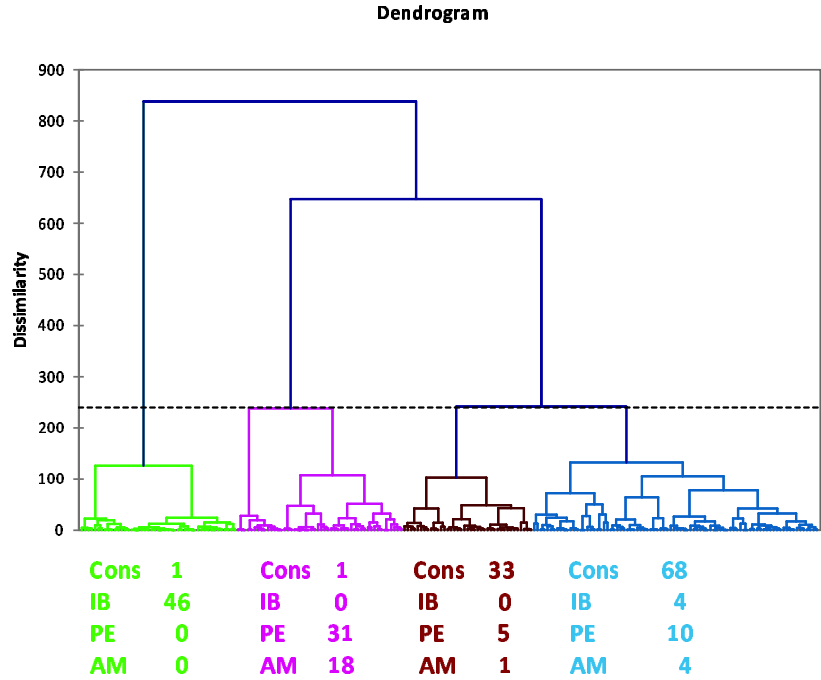 Dendrogram
900
800
700
600
500
400
300
200
100
0
Dissimilarity
Cons 1 Cons 1 Cons 33 Cons 68
IB 46 IB 0 IB 0 IB 4
PE 0 PE 31 PE 5 PE 10
AM 0 AM 18 AM 1 AM 4